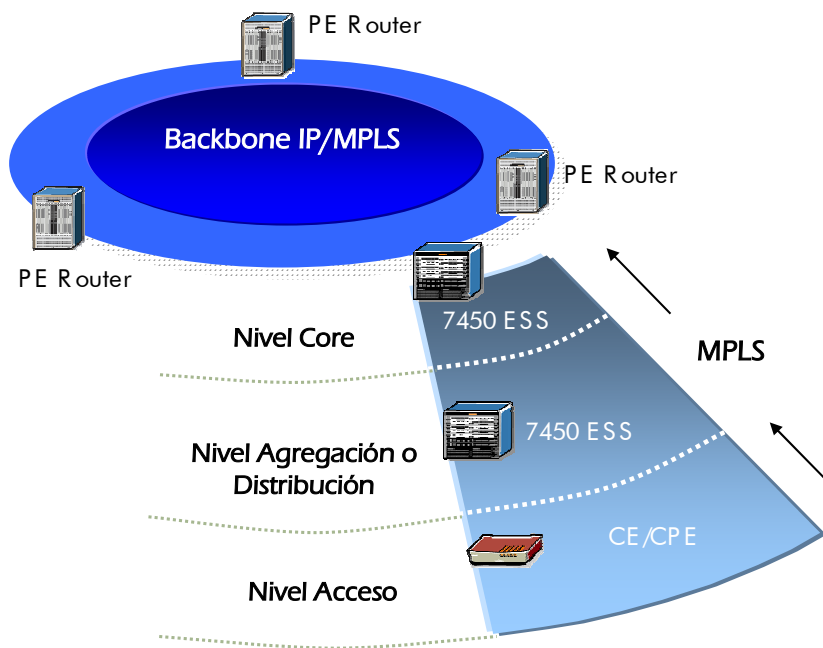 PE Router
Backbone IP/MPLS
PE Router
PE Router
7450 ESS
Nivel Core
MPLS
7450 ESS
Nivel Agregación o
Distribución
CE/CPE
Nivel Acceso